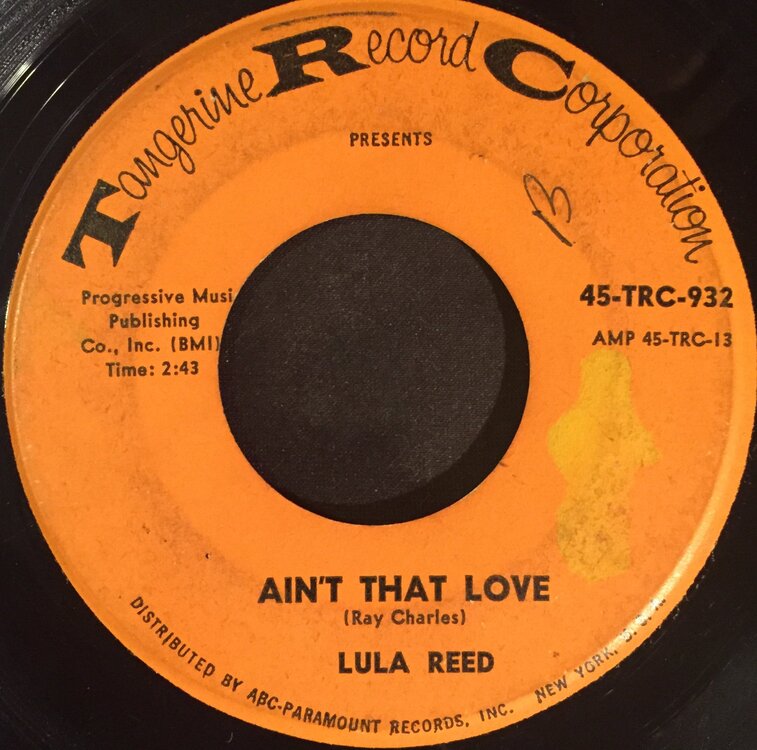 Tangerine Record Corporation
PRESENTS
Progressive Musi
Publishing
Co., Inc. (BMI)
Time: 2:43
45-TRC-932
AMP 45-TRC-13
AIN'T THAT LOVE
(Ray Charles)
LULA REED
DISTRIBUTED BY ABC-PARAMOUNT RECORDS, INC. NEW YORK, U.S.A.